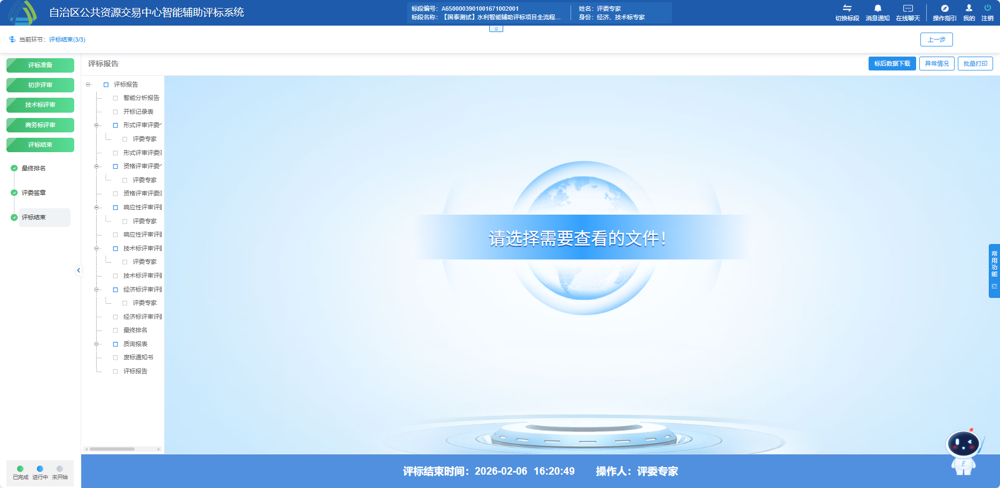 自治区公共资源交易中心智能辅助评标系统
标段编号：A6500003901001671002001
标段名称：【国泰测试】水利智能辅助评标项目全流程...
姓名：评委专家
身份：经济、技术标专家
切换标段
消息通知
在线聊天
操作指引
我的
注销
当前环节：评标结束(3/3)
上一步
评标准备
初步评审
技术标评审
商务标评审
评标结束
最终排名
评委签章
评标结束
已完成
进行中
未开始
评标报告
标后数据下载
异常情况
批量打印
评标报告
智能分析报告
开标记录表
形式评审评委
评委专家
形式评审评委
资格评审评委
评委专家
资格评审评委
响应性评审评
评委专家
响应性评审评
技术标评审评
评委专家
技术标评审评
经济标评审评
评委专家
经济标评审评
最终排名
质询报表
废标通知书
评标报告
请选择需要查看的文件！
常用功能
评标结束时间：2026-02-06 16:20:49 操作人：评委专家